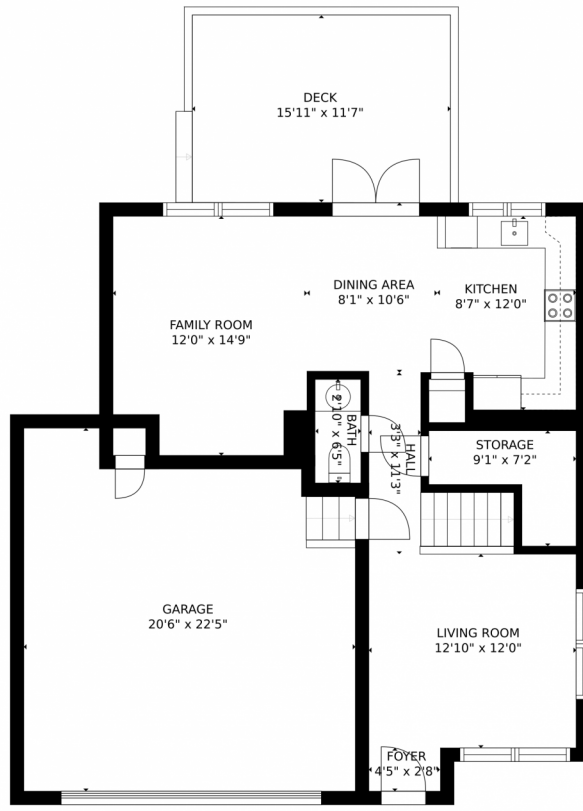 DECK
15'11" x 11'7"
DINING AREA
8'1" x 10'6"
KITCHEN
8'7" x 12'0"
FAMILY ROOM
12'0" x 14'9"
BATH
2'10" x 6'5"
HALL
3'3" x 11'3"
STORAGE
9'1" x 7'2"
GARAGE
20'6" x 22'5"
LIVING ROOM
12'10" x 12'0"
FOYER
4'5" x 2'8"